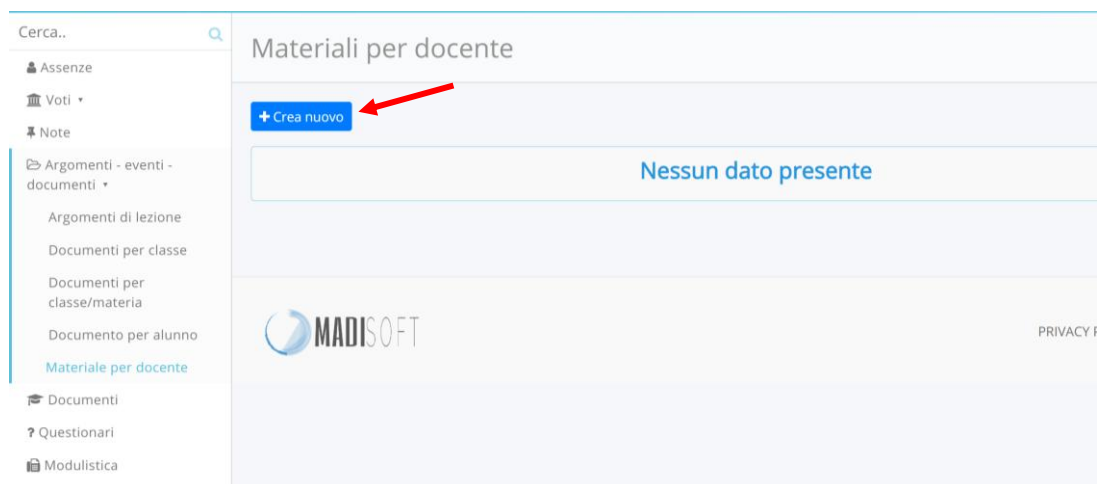 Cerca..
Assenze
Voti
Note
Argomenti - eventi -
documenti
Argomenti di lezione
Documenti per classe
Documenti per
classe/materia
Documento per alunno
Materiale per docente
Documenti
? Questionari
Modulistica
Materiali per docente
+ Crea nuovo
Nessun dato presente
MADISOFT
PRIVACY